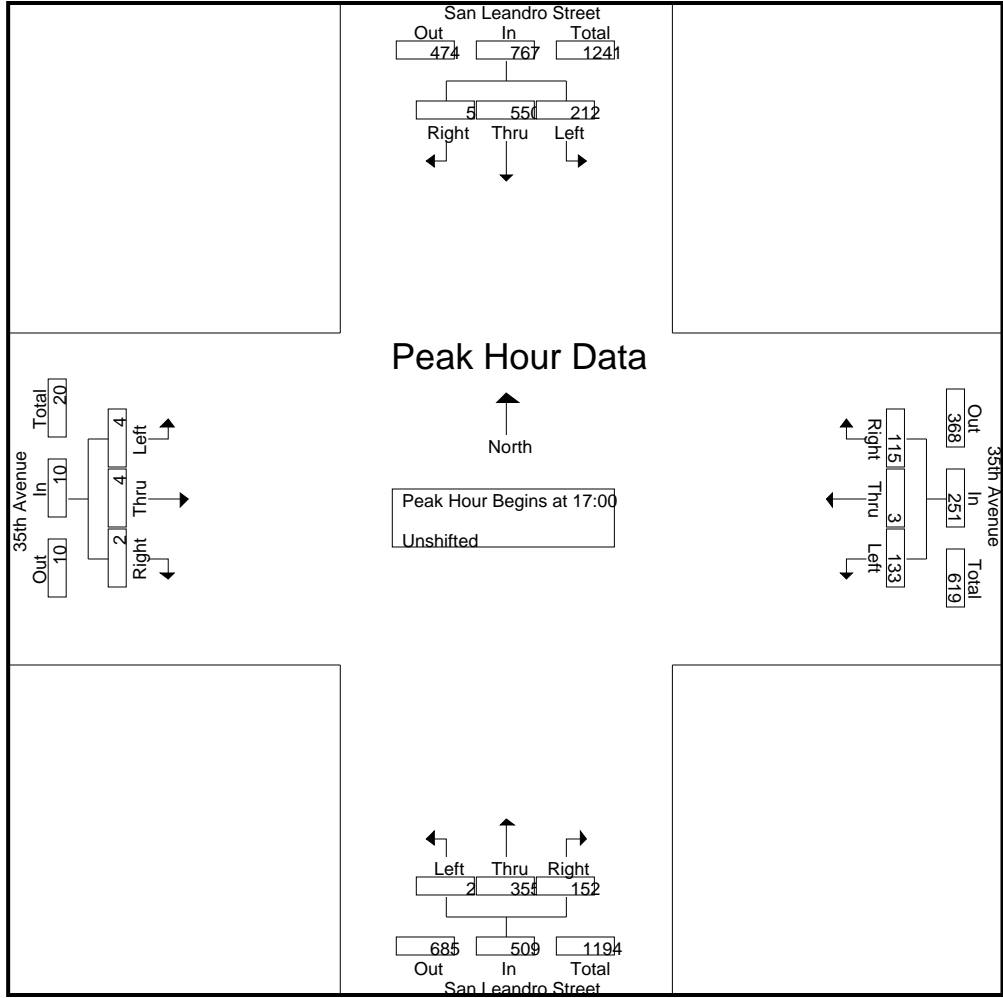 San Leandro Street
Out In Total
474 767 1241
5 550 212
Right Thru Left
Peak Hour Data
North
Peak Hour Begins at 17:00
Unshifted
35th Avenue
Out In Total
10 10 20
2 4 4
Right Thru Left
35th Avenue
Out In Total
368 251 619
115 3 133
Right Thru Left
Left Thru Right
2 355 152
685 509 1194
Out In Total
San Leandro Street